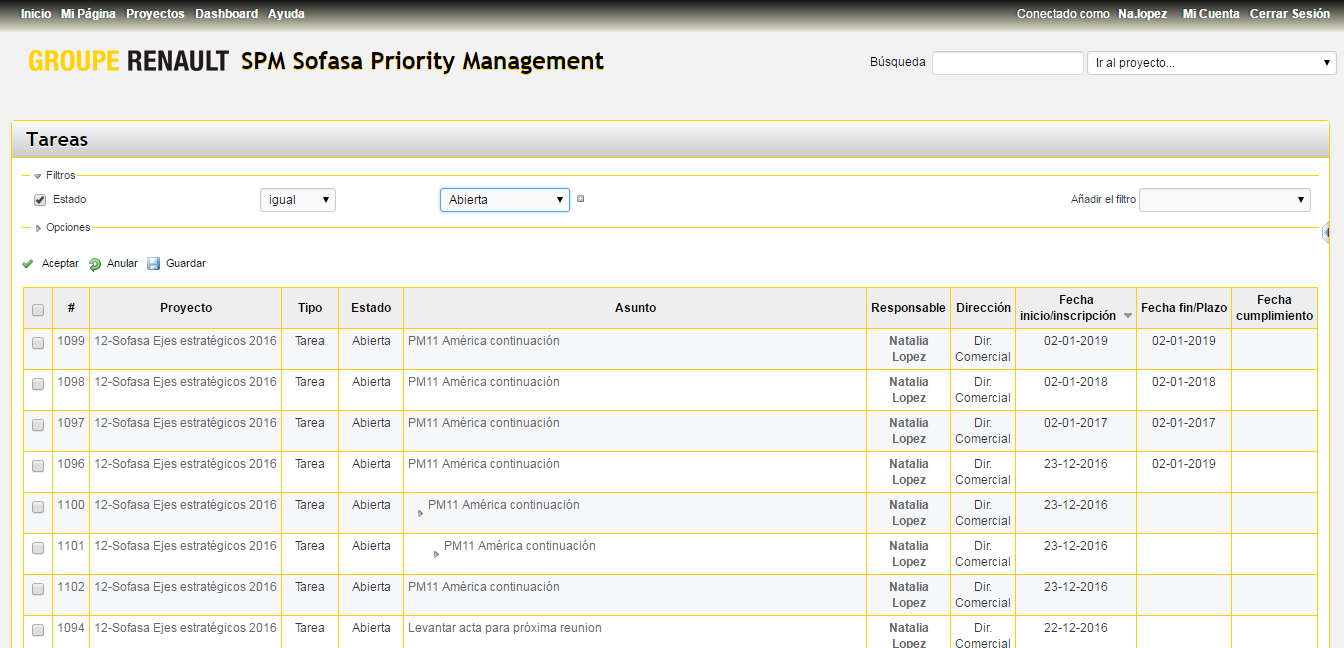 Inicio Mi Página Proyectos Dashboard Ayuda Conectado como Na.lopez Mi Cuenta Cerrar Sesión
GROUPE RENAULT SPM Sofasa Priority Management Búsqueda Ir al proyecto...
Tareas
Filtros
Estado igual Abierta Añadir el filtro
Opciones
Aceptar Anular Guardar
# Proyecto Tipo Estado Asunto Responsable Dirección Fecha inicio/inscripción Fecha fin/Plazo Fecha cumplimiento
1099 12-Sofasa Ejes estratégicos 2016 Tarea Abierta PM11 América continuación Natalia Lopez Dir. Comercial 02-01-2019 02-01-2019
1098 12-Sofasa Ejes estratégicos 2016 Tarea Abierta PM11 América continuación Natalia Lopez Dir. Comercial 02-01-2018 02-01-2018
1097 12-Sofasa Ejes estratégicos 2016 Tarea Abierta PM11 América continuación Natalia Lopez Dir. Comercial 02-01-2017 02-01-2017
1096 12-Sofasa Ejes estratégicos 2016 Tarea Abierta PM11 América continuación Natalia Lopez Dir. Comercial 23-12-2016 02-01-2019
1100 12-Sofasa Ejes estratégicos 2016 Tarea Abierta PM11 América continuación Natalia Lopez Dir. Comercial 23-12-2016
1101 12-Sofasa Ejes estratégicos 2016 Tarea Abierta PM11 América continuación Natalia Lopez Dir. Comercial 23-12-2016
1102 12-Sofasa Ejes estratégicos 2016 Tarea Abierta PM11 América continuación Natalia Lopez Dir. Comercial 23-12-2016
1094 12-Sofasa Ejes estratégicos 2016 Tarea Abierta Levantar acta para próxima reunion Natalia Lopez Dir. Comercial 22-12-2016